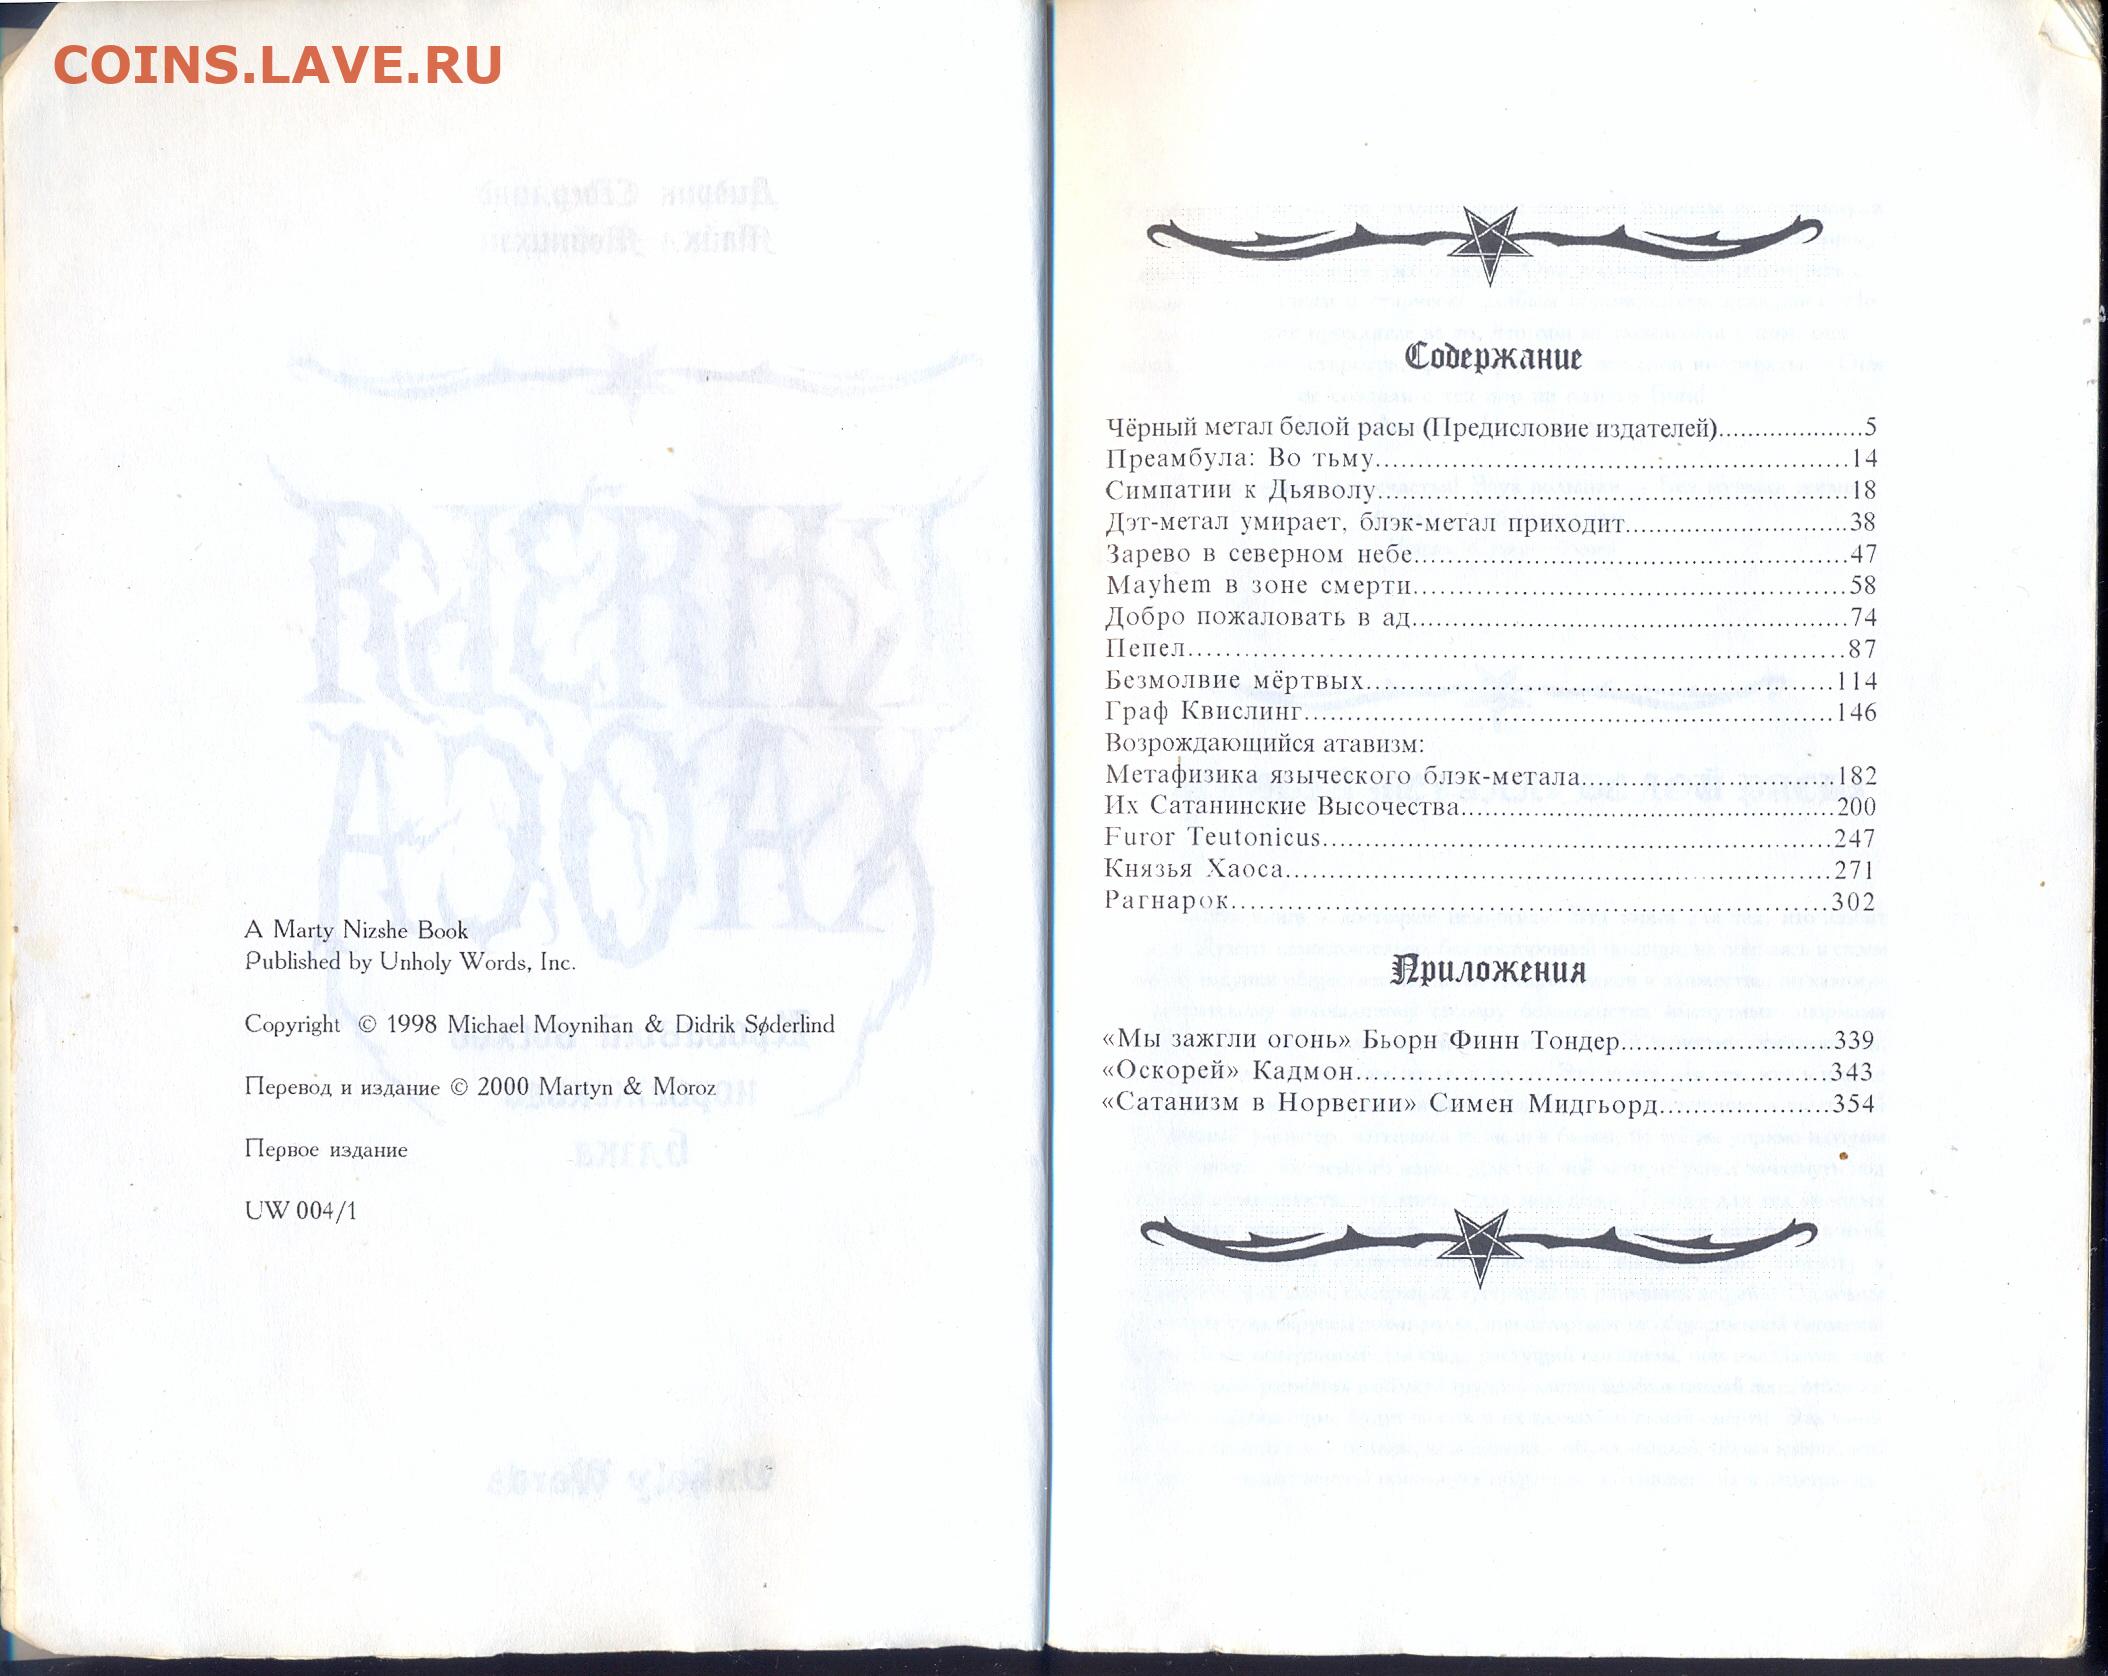 COINS.LAVE.RU
A Marty Nizshe Book
Published by Unholy Words, Inc.
Copyright © 1998 Michael Moynihan & Didrik Søderlind
Перевод и издание © 2000 Martyn & Moroz
Первое издание
UW 004/1
Содержание
Чёрный метал белой расы (Предисловие издателей)....................5
Преамбула: Во тьму....................14
Симпатии к Дьяволу....................18
Дэт-метал умирает, блэк-метал приходит....................38
Зарево в северном небе....................47
Mayhem в зоне смерти....................58
Добро пожаловать в ад....................74
Пепел....................87
Безмолвие мёртвых....................114
Граф Квислинг....................146
Возрождающийся атавизм:
Метафизика языческого блэк-метала....................182
Их Сатанинские Высочества....................200
Furor Teutonicus....................247
Князья Хаоса....................271
Рагнарок....................302
Приложения
«Мы зажгли огонь» Бьорн Финн Тондер....................339
«Оскорей» Кадмон....................343
«Сатанизм в Норвегии» Симен Мидгьорд....................354